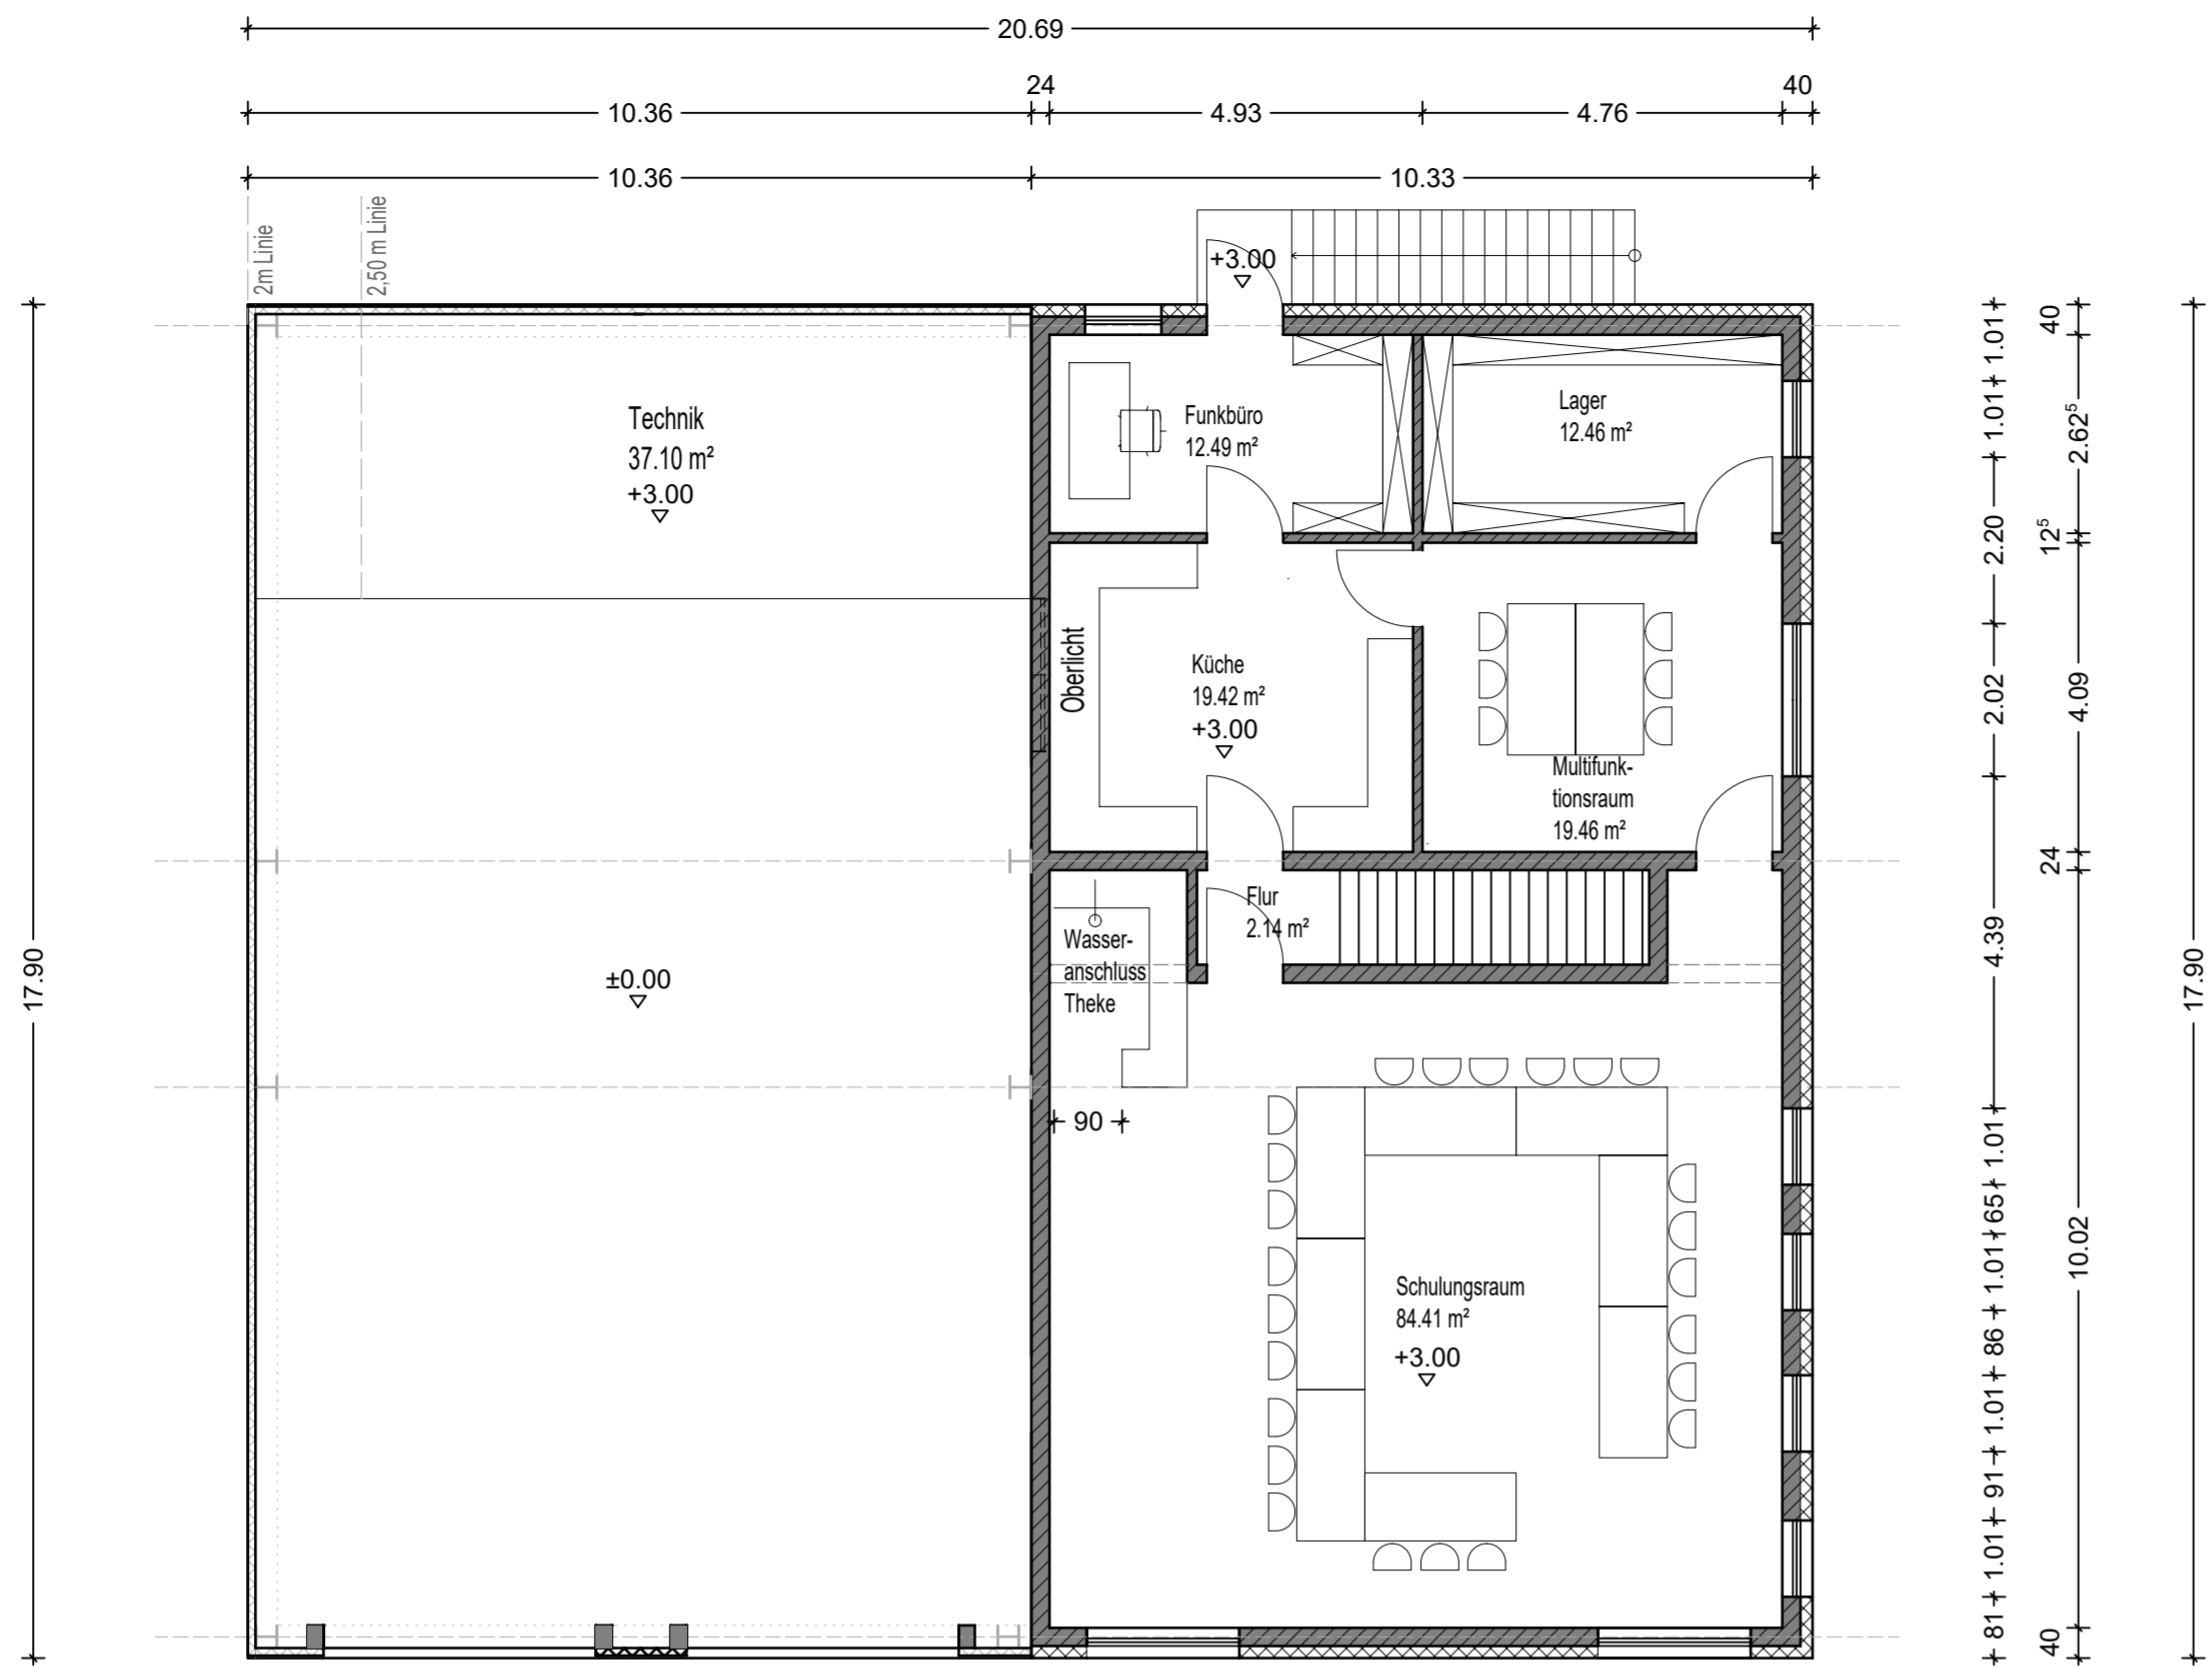 20.69
24
40
10.36
4.93
4.76
10.36
10.33
2m Linie
2,50 m Linie
+3.00
Technik
37.10 m²
+3.00
Funkbüro
12.49 m²
Lager
12.46 m²
Oberlicht
Küche
19.42 m²
+3.00
Multifunk-
tionsraum
19.46 m²
Flur
2.14 m²
Wasser-
anschluss
Theke
±0.00
90
Schulungsraum
84.41 m²
+3.00
17.90
1.01
1.01
2.20
2.02
4.39
1.01
65
1.01
86
1.01
91
1.01
81
40
2.62⁵
12⁵
4.09
24
10.02
40
17.90